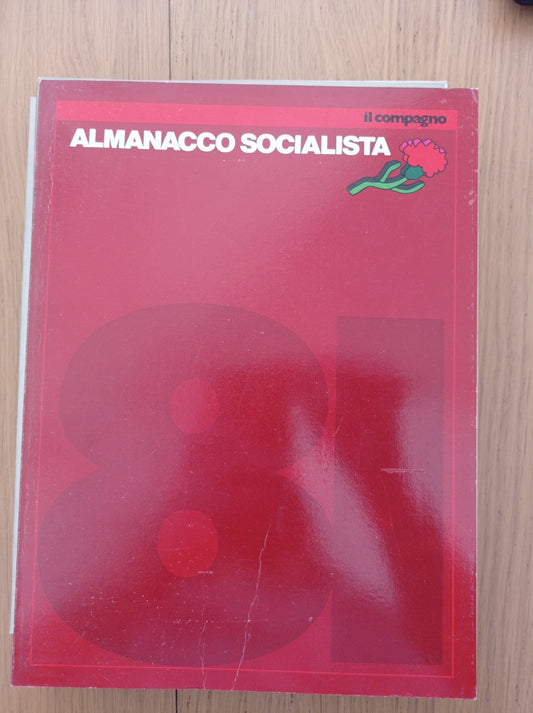 il compagno
ALMANACCO SOCIALISTA
81